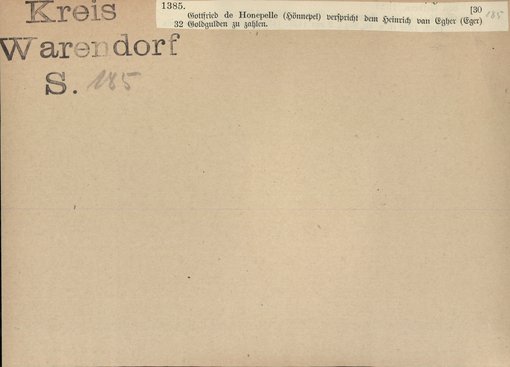 Kreis
Warendorf
S. 185
1385. [30
Gottfried de Honepelle (Hönnepel) verspricht dem Heinrich van Egher (Eger) 185
32 Goldgulden zu zahlen.